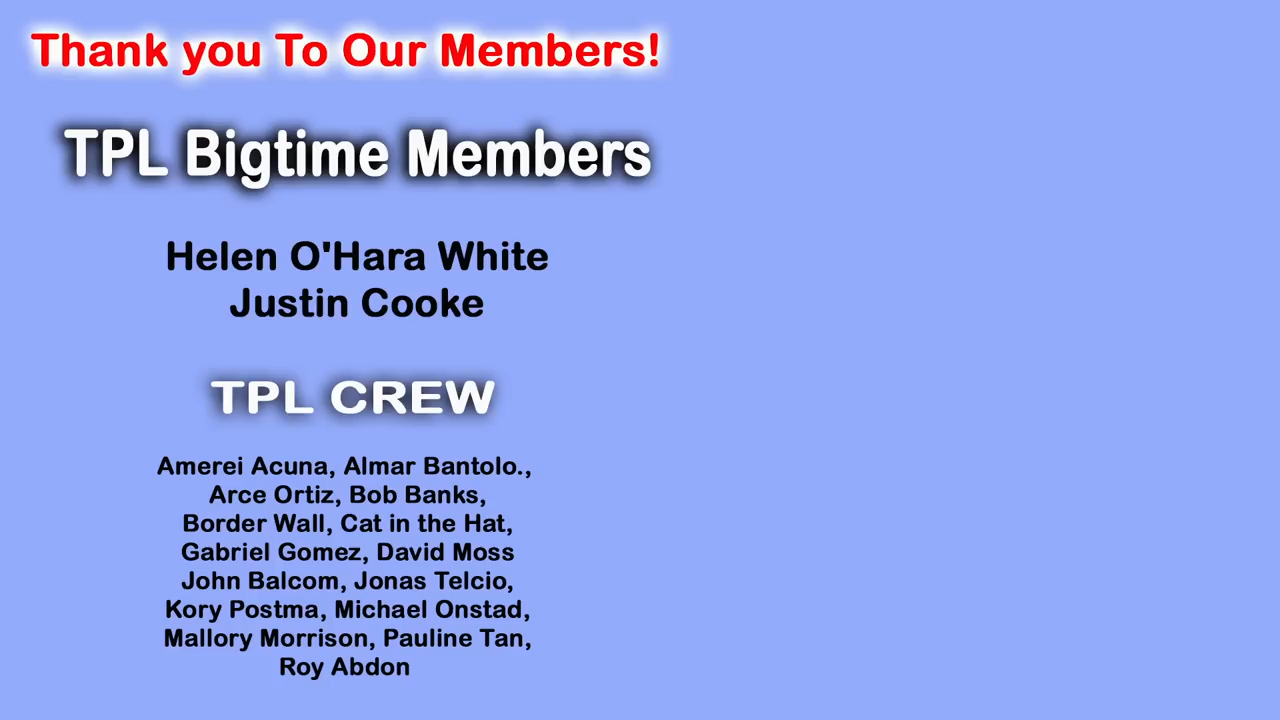 Thank you To Our Members!
TPL Bigtime Members
Helen O'Hara White
Justin Cooke
TPL CREW
Amerei Acuna, Almar Bantolo.,
Arce Ortiz, Bob Banks,
Border Wall, Cat in the Hat,
Gabriel Gomez, David Moss
John Balcom, Jonas Telcio,
Kory Postma, Michael Onstad,
Mallory Morrison, Pauline Tan,
Roy Abdon